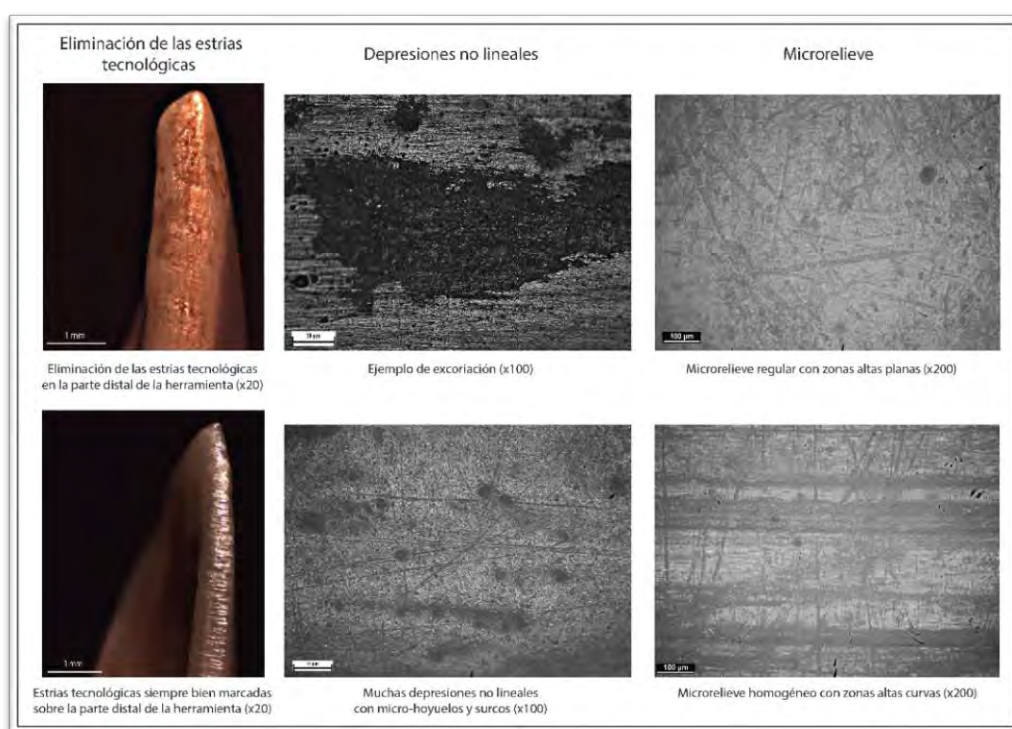 Eliminación de las estrias
tecnológicas
Depresiones no lineales
Microrelieve
1 mm
100 µm
Eliminación de las estrias tecnológicas
en la parte distal de la herramienta (x20)
Ejemplo de excoriación (x100)
Microrelieve regular con zonas altas planas (x200)
1 mm
100 µm
Estrias tecnológicas siempre bien marcadas
sobre la parte distal de la herramienta (x20)
Muchas depresiones no lineales
con micro-hoyuelos y surcos (x100)
Microrelieve homogéneo con zonas altas curvas (x200)